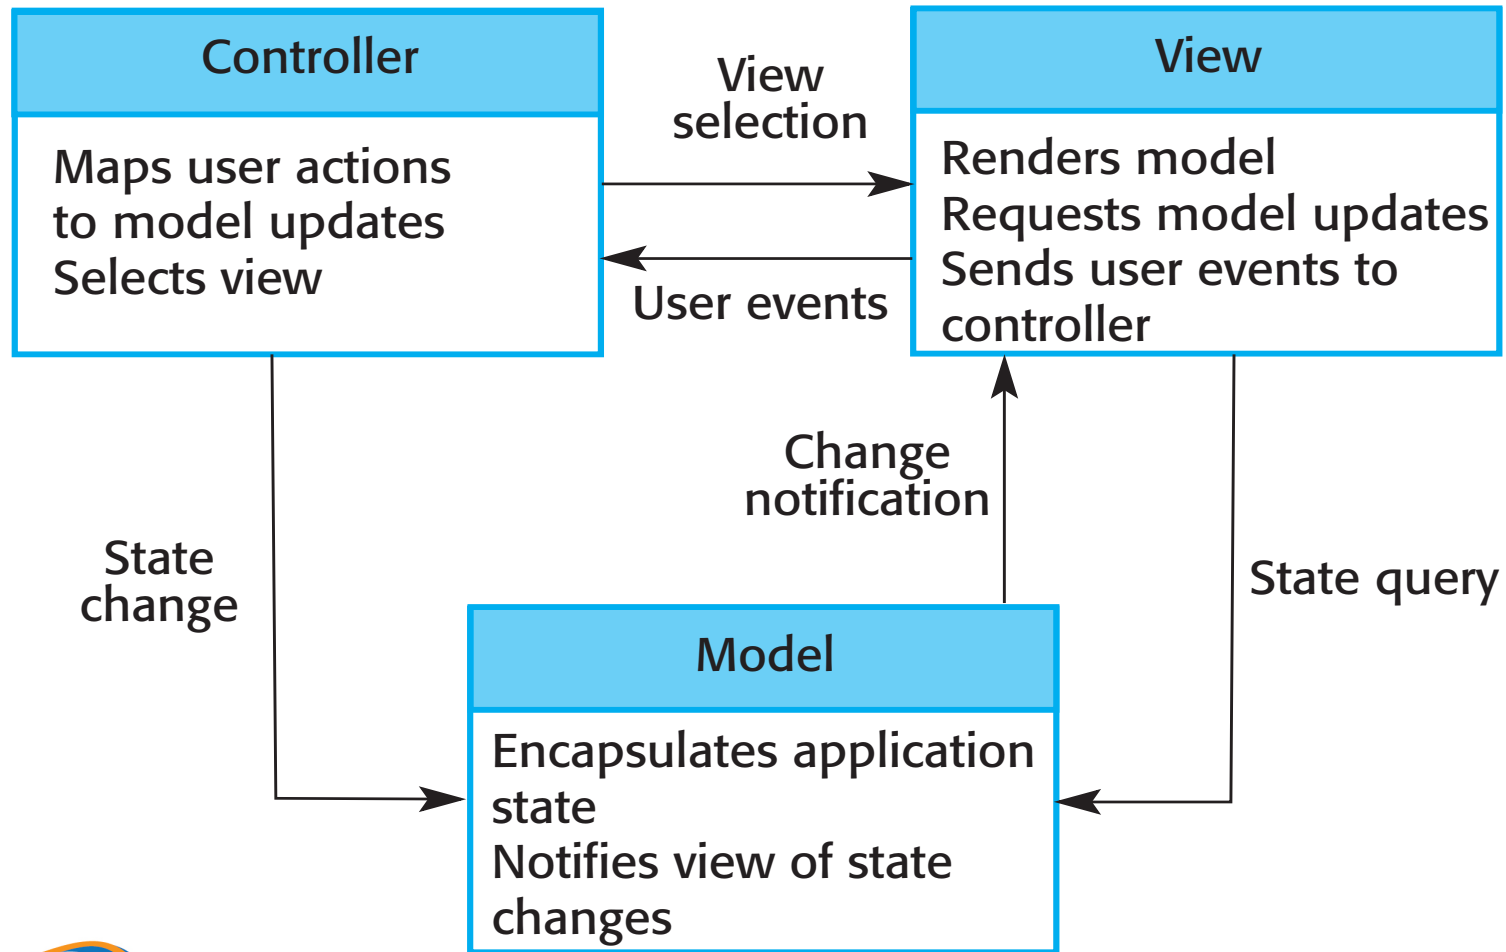 Controller
Maps user actions
to model updates
Selects view
View
selection
User events
View
Renders model
Requests model updates
Sends user events to
controller
State
change
Change
notification
State query
Model
Encapsulates application
state
Notifies view of state
changes